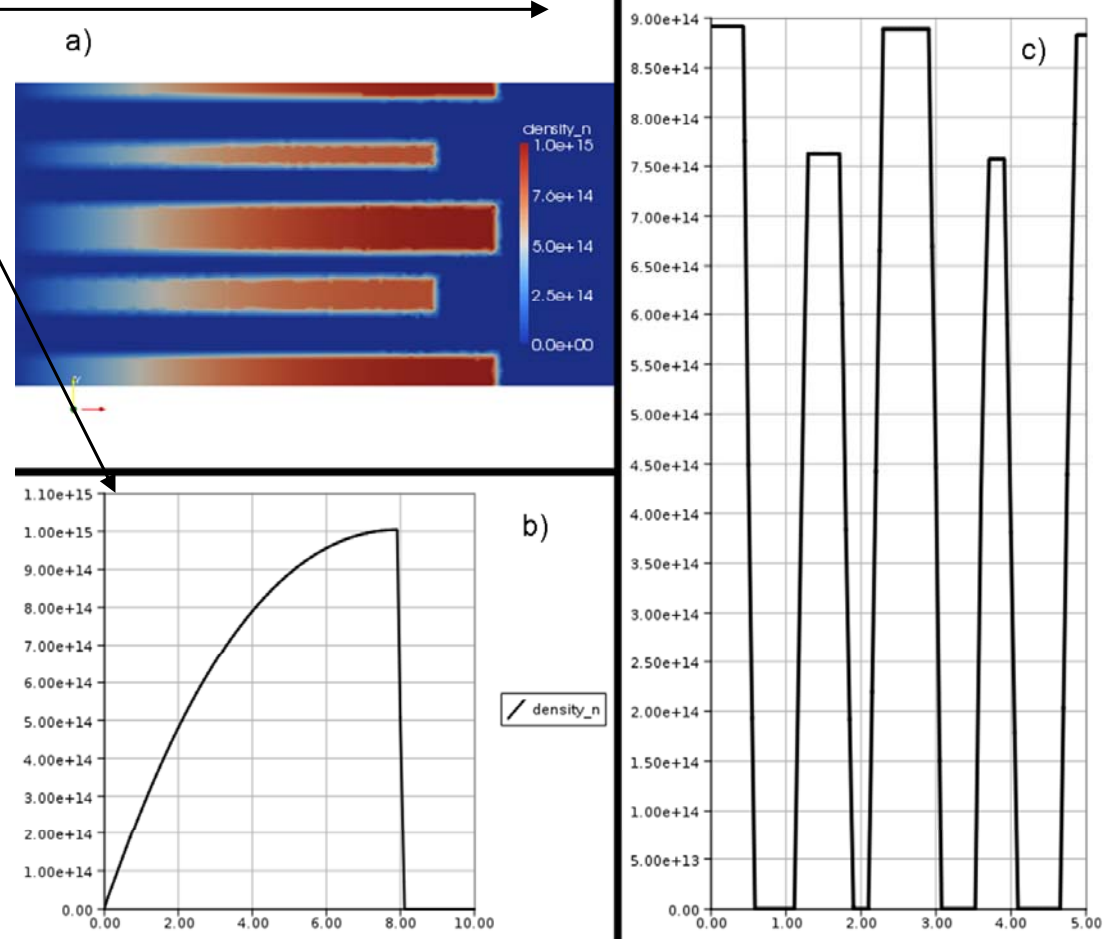 a)
density_n
1.0e+15
7.6e+14
5.0e+14
2.5e+14
0.0e+00
b)
1.10e+15
1.00e+15
9.00e+14
8.00e+14
7.00e+14
6.00e+14
5.00e+14
4.00e+14
3.00e+14
2.00e+14
1.00e+14
0.00
0.00 2.00 4.00 6.00 8.00 10.00
density_n
c)
9.00e+14
8.50e+14
8.00e+14
7.50e+14
7.00e+14
6.50e+14
6.00e+14
5.50e+14
5.00e+14
4.50e+14
4.00e+14
3.50e+14
3.00e+14
2.50e+14
2.00e+14
1.50e+14
1.00e+14
5.00e+13
0.00
0.00 1.00 2.00 3.00 4.00 5.00